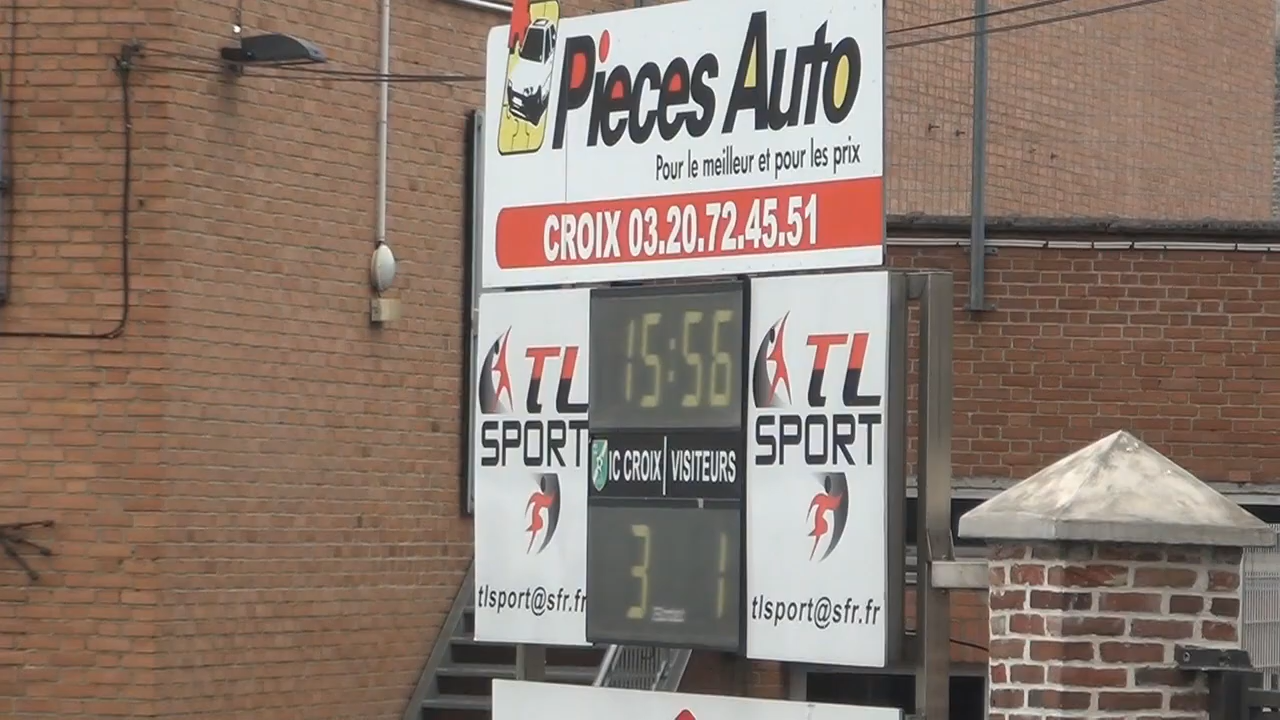 Pieces Auto
Pour le meilleur et pour les prix
CROIX 03.20.72.45.51
TL
SPORT
tlsport@sfr.fr
15:56
IC CROIX VISITEURS
3 1
TL
SPORT
tlsport@sfr.fr